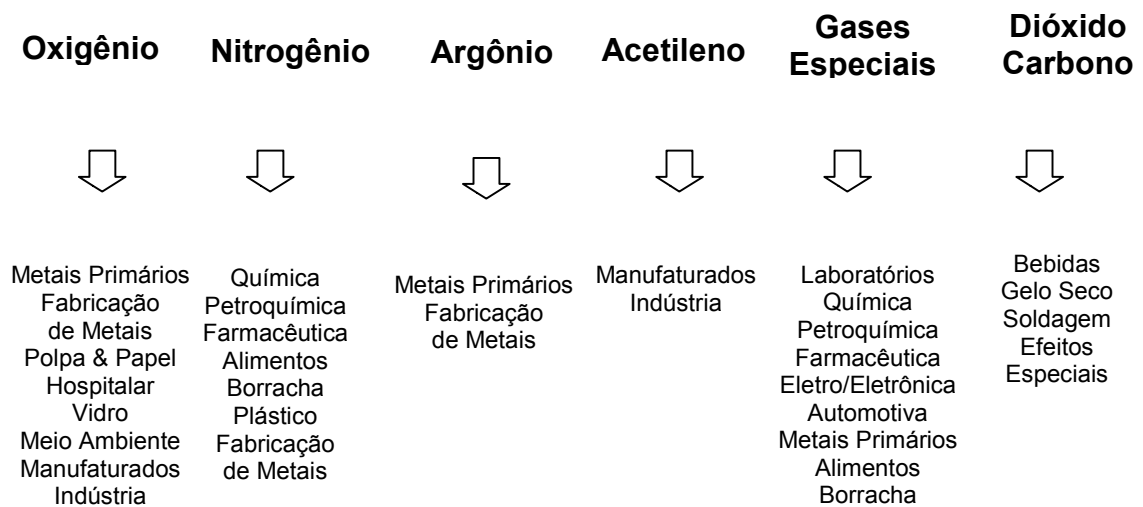 Oxigênio
Nitrogênio
Argônio
Acetileno
Gases
Especiais
Dióxido
Carbono
Metais Primários
Fabricação
de Metais
Polpa & Papel
Hospitalar
Vidro
Meio Ambiente
Manufaturados
Indústria
Química
Petroquímica
Farmacêutica
Alimentos
Borracha
Plástico
Fabricação
de Metais
Metais Primários
Fabricação
de Metais
Manufaturados
Indústria
Laboratórios
Química
Petroquímica
Farmacêutica
Eletro/Eletrônica
Automotiva
Metais Primários
Alimentos
Borracha
Bebidas
Gelo Seco
Soldagem
Efeitos
Especiais